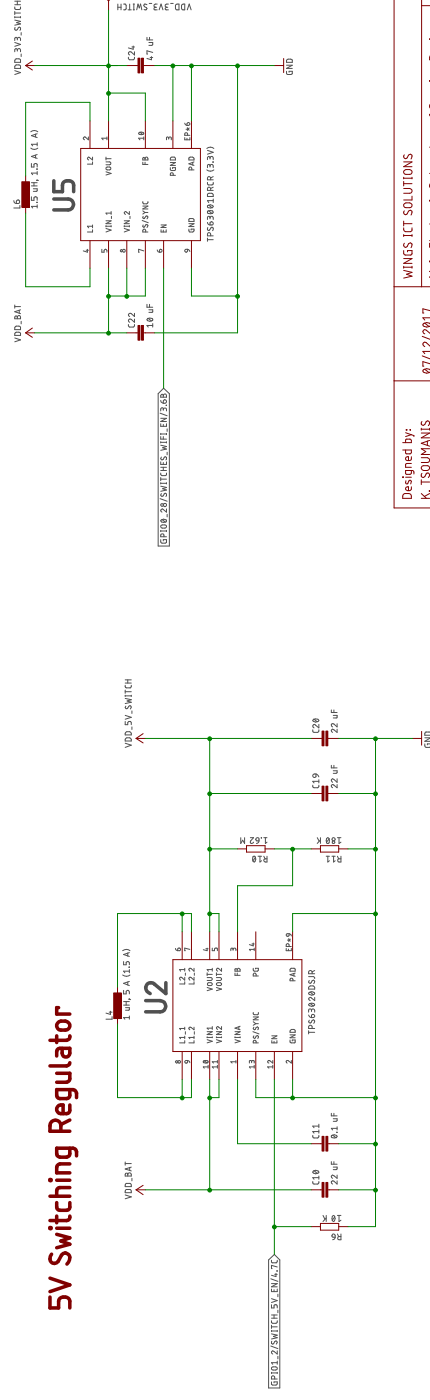 5V Switching Regulator
VDD_BAT
VDD_5V_SWITCH
L4
1 uH, 5 A (1.5 A)
U2
8
L1_1
L2_1
6
9
L1_2
L2_2
7
10
VIN1
VOUT1
4
11
VIN2
VOUT2
5
1
VINA
FB
3
13
PS/SYNC
PG
14
12
EN
2
GND
PAD
EP*9
TPS63020DSJR
GPIO1_2/SWITCH_5V_EN/4.7C
R6
10 K
C10
22 uF
C11
0.1 uF
R10
1.62 M
R11
180 K
C19
22 uF
C20
22 uF
GND
VDD_BAT
VDD_3V3_SWITCH
VDD_3V3_SWITCH
L6
1.5 uH, 1.5 A (1 A)
U5
4
L1
L2
2
5
VIN_1
VOUT
1
8
VIN_2
7
PS/SYNC
FB
10
6
EN
PGND
3
9
GND
PAD
EP*6
TPS63001DRCR (3.3V)
C22
10 uF
C24
47 uF
GND
GPIO0_28/SWITCHES_WIFI_EN/3.6B
Designed by:
K. TSOUMANIS
07/12/2017
WINGS ICT SOLUTIONS